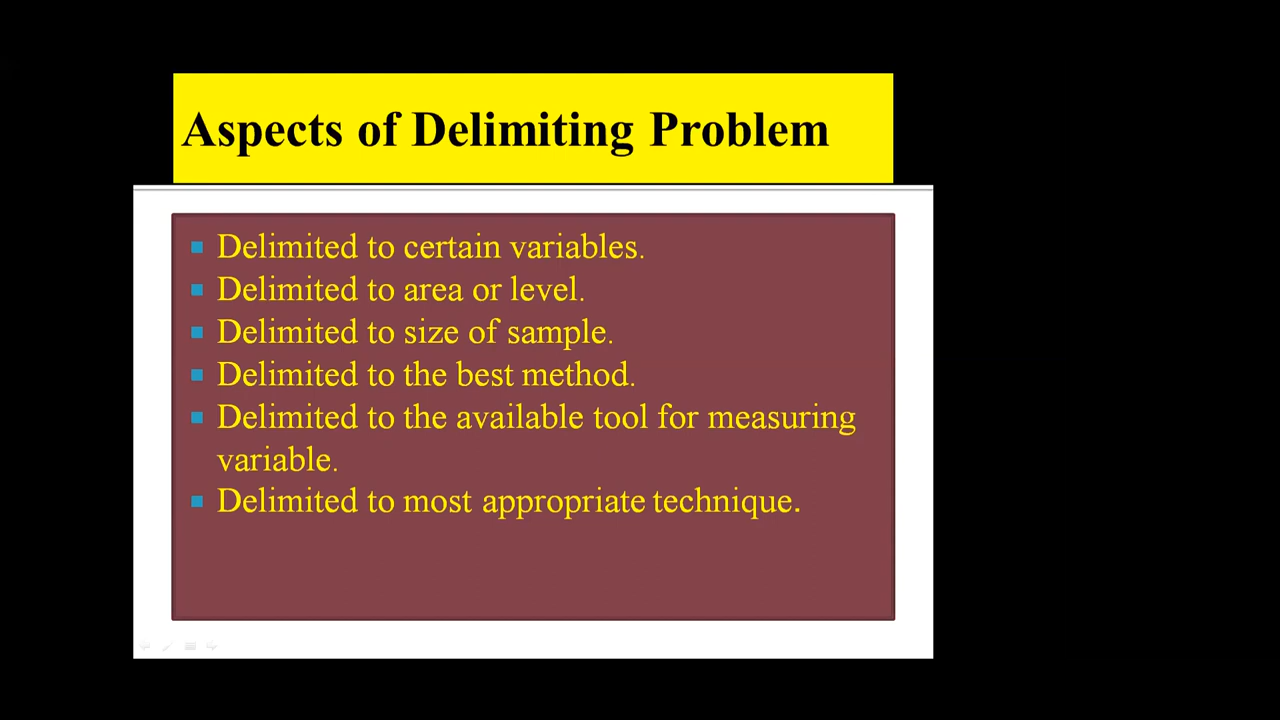 Aspects of Delimiting Problem
Delimited to certain variables.
Delimited to area or level.
Delimited to size of sample.
Delimited to the best method.
Delimited to the available tool for measuring
variable.
Delimited to most appropriate technique.